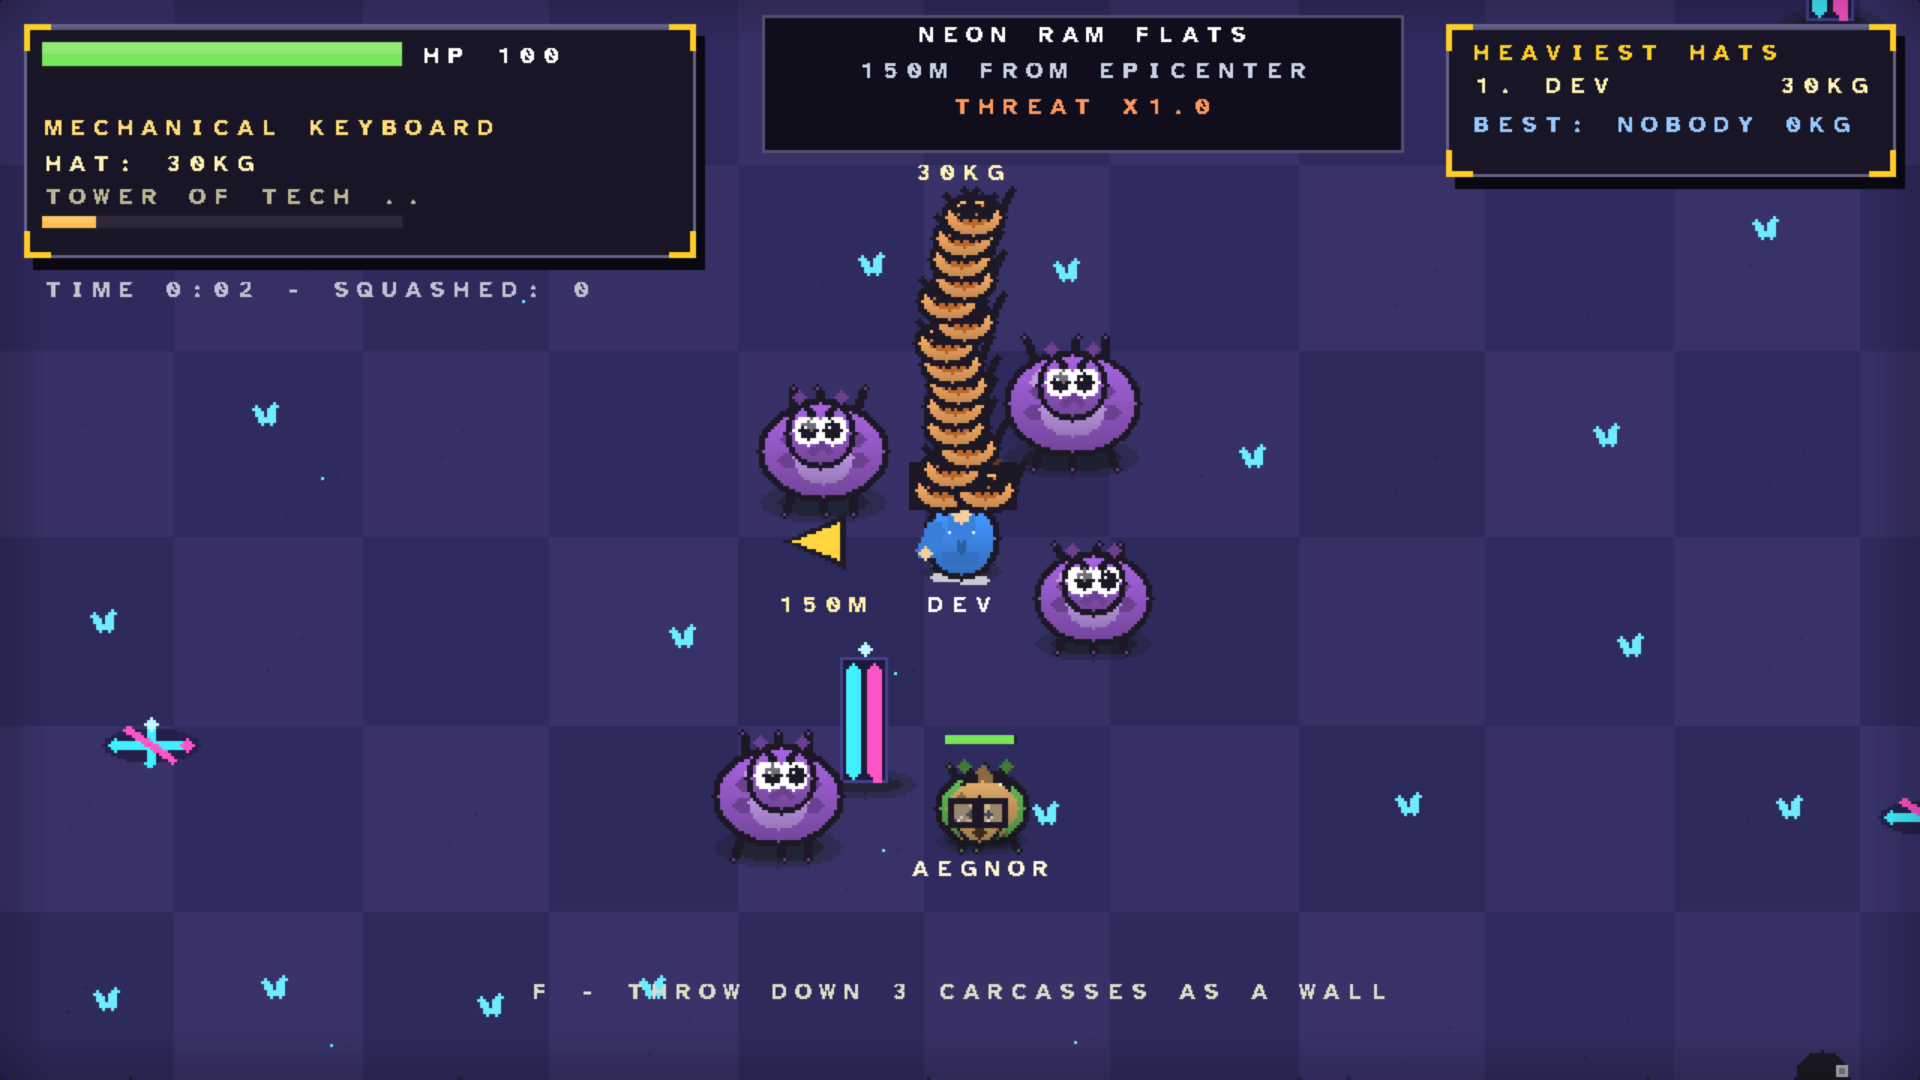 HP 100
MECHANICAL KEYBOARD
HAT: 30KG
TOWER OF TECH ..
TIME 0:02 - SQUASHED: 0
NEON RAM FLATS
150M FROM EPICENTER
THREAT X1.0
HEAVIEST HATS
1. DEV 30KG
BEST: NOBODY 0KG
30KG
150M
DEV
AEGNOR
F - THROW DOWN 3 CARCASSES AS A WALL